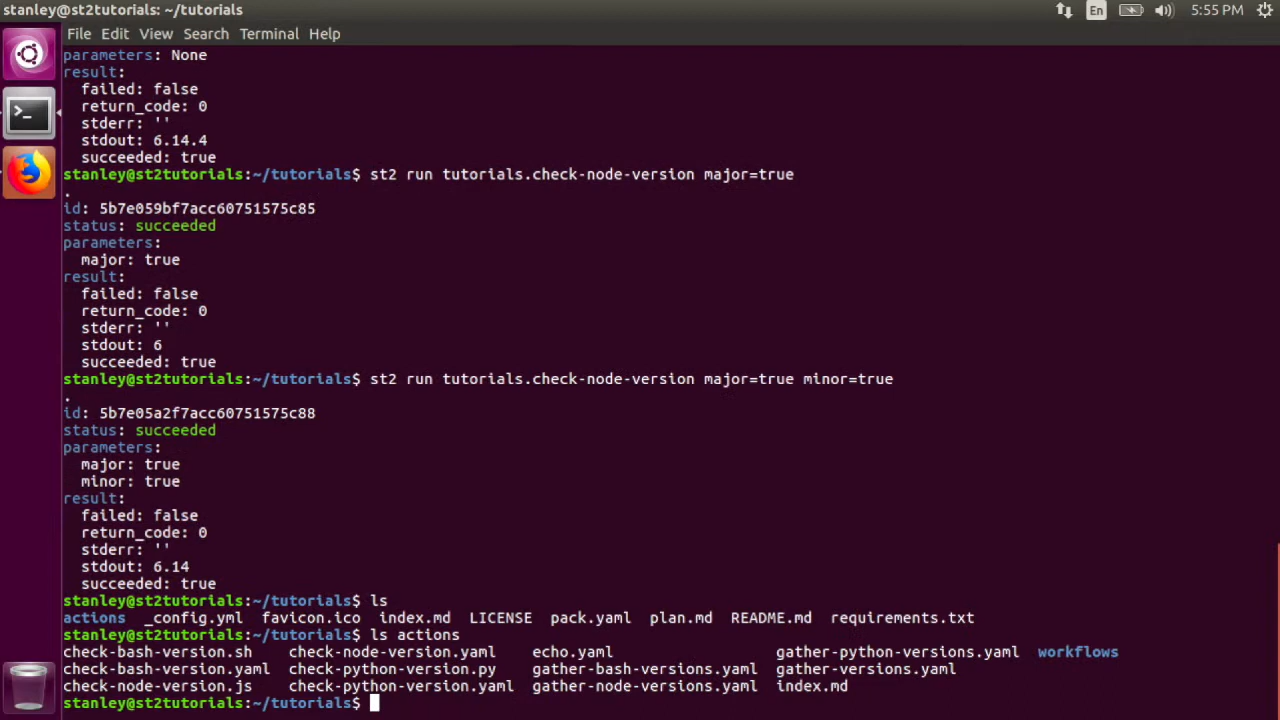 stanley@st2tutorials: ~/tutorials
En
5:55 PM
File Edit View Search Terminal Help
parameters: None
result:
failed: false
return_code: 0
stderr: ''
stdout: 6.14.4
succeeded: true
stanley@st2tutorials:~/tutorials$ st2 run tutorials.check-node-version major=true
.
id: 5b7e059bf7acc60751575c85
status: succeeded
parameters:
major: true
result:
failed: false
return_code: 0
stderr: ''
stdout: 6
succeeded: true
stanley@st2tutorials:~/tutorials$ st2 run tutorials.check-node-version major=true minor=true
.
id: 5b7e05a2f7acc60751575c88
status: succeeded
parameters:
major: true
minor: true
result:
failed: false
return_code: 0
stderr: ''
stdout: 6.14
succeeded: true
stanley@st2tutorials:~/tutorials$ ls
actions _config.yml favicon.ico index.md LICENSE pack.yaml plan.md README.md requirements.txt
stanley@st2tutorials:~/tutorials$ ls actions
check-bash-version.sh check-node-version.yaml echo.yaml gather-python-versions.yaml workflows
check-bash-version.yaml check-python-version.py gather-bash-versions.yaml gather-versions.yaml
check-node-version.js check-python-version.yaml gather-node-versions.yaml index.md
stanley@st2tutorials:~/tutorials$